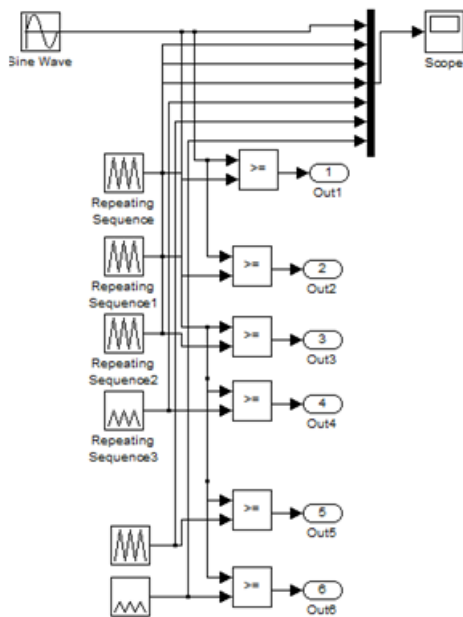 Sine Wave
Scope
>=
1
Out1
Repeating
Sequence
>=
2
Out2
Repeating
Sequence1
>=
3
Out3
Repeating
Sequence2
>=
4
Out4
Repeating
Sequence3
>=
5
Out5
>=
6
Out6